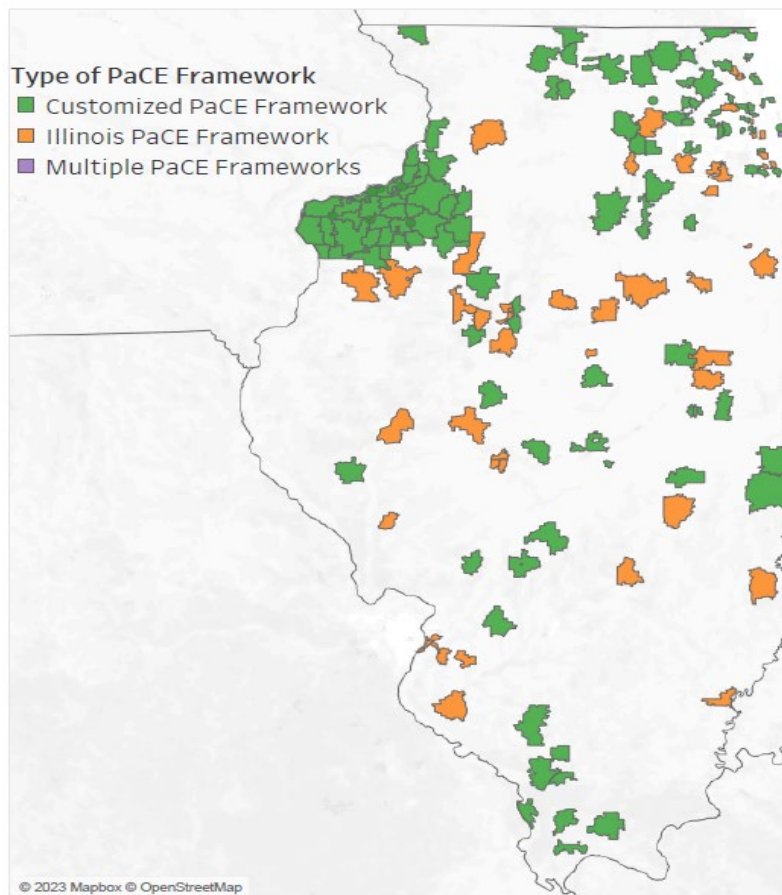 Type of PaCE Framework
Customized PaCE Framework
Illinois PaCE Framework
Multiple PaCE Frameworks
© 2023 Mapbox © OpenStreetMap